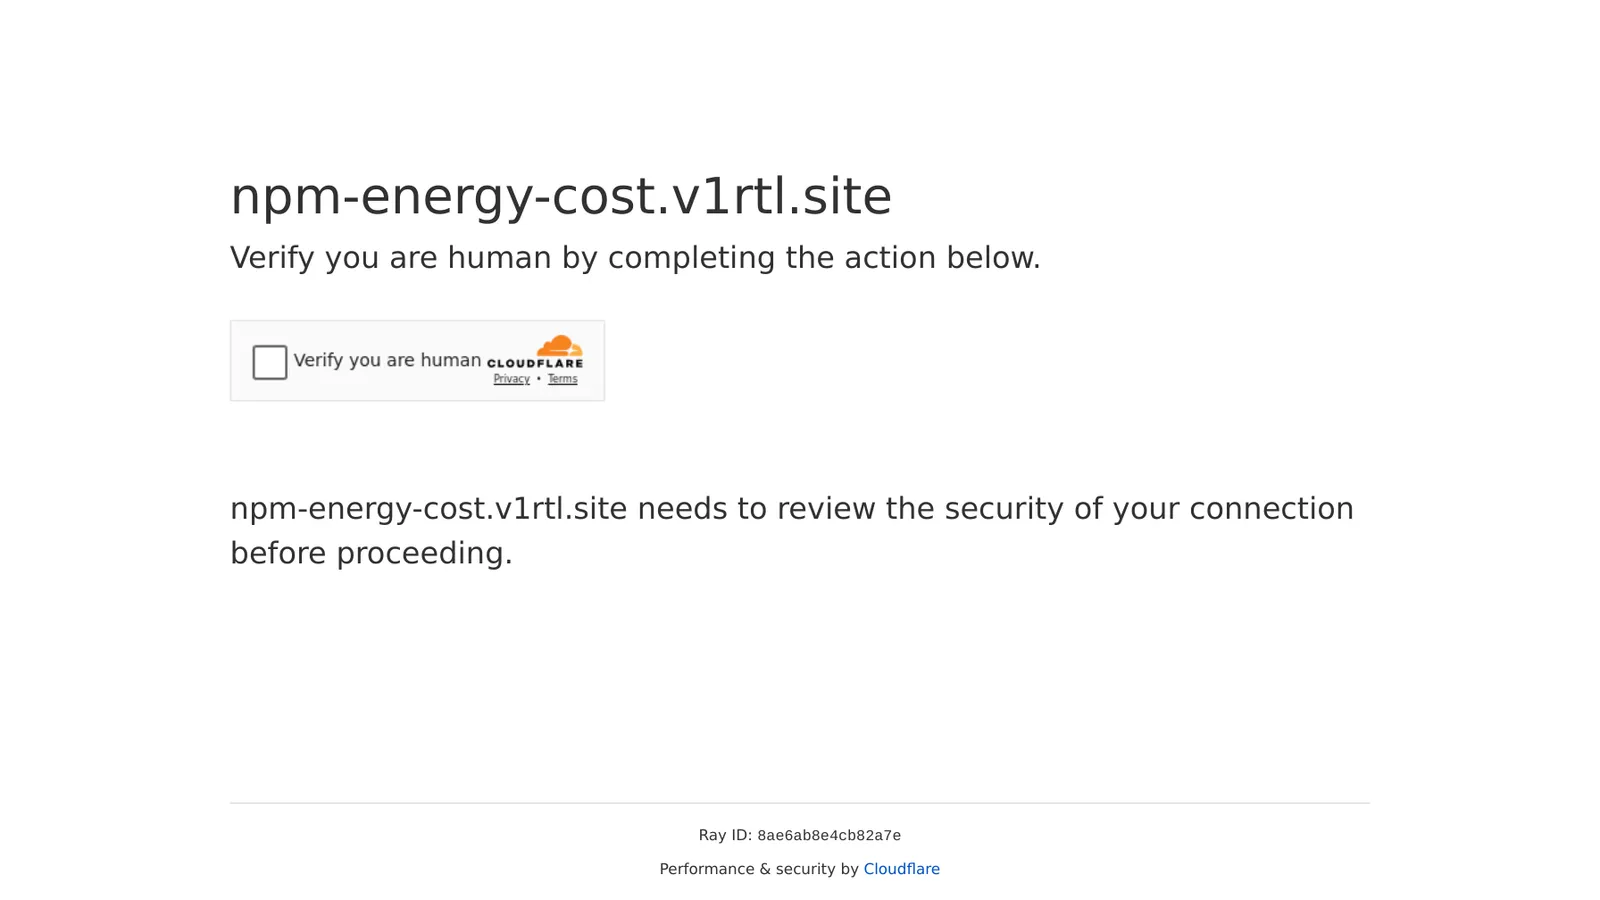 npm-energy-cost.v1rtl.site
Verify you are human by completing the action below.
Verify you are human
CLOUDFLARE
Privacy • Terms
npm-energy-cost.v1rtl.site needs to review the security of your connection
before proceeding.
Ray ID: 8ae6ab8e4cb82a7e
Performance & security by Cloudflare